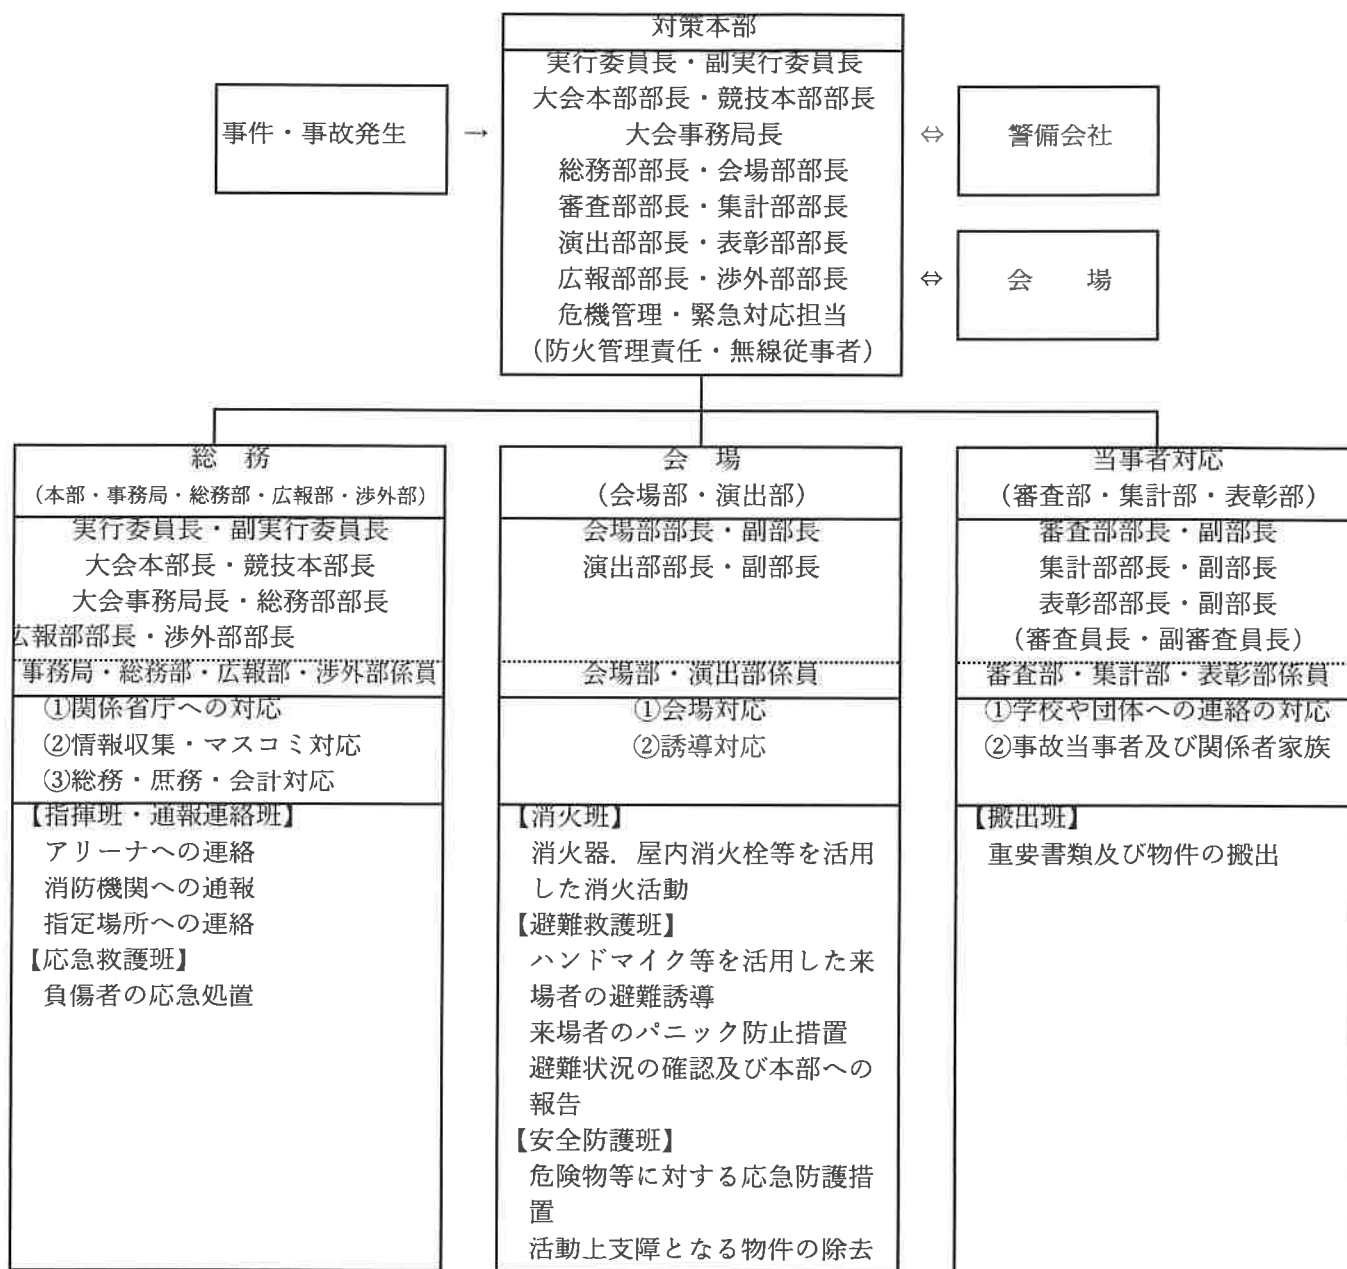 対策本部
実行委員長・副実行委員長
大会本部部長・競技本部部長
大会事務局長
総務部部長・会場部部長
審査部部長・集計部部長
演出部部長・表彰部部長
広報部部長・渉外部部長
危機管理・緊急対応担当
（防火管理責任・無線従事者）
事件・事故発生
→
⇔
警備会社
⇔
会　場
総　務
（本部・事務局・総務部・広報部・渉外部）
実行委員長・副実行委員長
大会本部長・競技本部長
大会事務局長・総務部部長
広報部部長・渉外部部長
事務局・総務部・広報部・渉外部係員
①関係省庁への対応
②情報収集・マスコミ対応
③総務・庶務・会計対応
【指揮班・通報連絡班】
アリーナへの連絡
消防機関への通報
指定場所への連絡
【応急救護班】
負傷者の応急処置
会　場
（会場部・演出部）
会場部部長・副部長
演出部部長・副部長
会場部・演出部係員
①会場対応
②誘導対応
【消火班】
消火器．屋内消火栓等を活用
した消火活動
【避難救護班】
ハンドマイク等を活用した来
場者の避難誘導
来場者のパニック防止措置
避難状況の確認及び本部への
報告
【安全防護班】
危険物等に対する応急防護措
置
活動上支障となる物件の除去
当事者対応
（審査部・集計部・表彰部）
審査部部長・副部長
集計部部長・副部長
表彰部部長・副部長
（審査員長・副審査員長）
審査部・集計部・表彰部係員
①学校や団体への連絡の対応
②事故当事者及び関係者家族
【搬出班】
重要書類及び物件の搬出